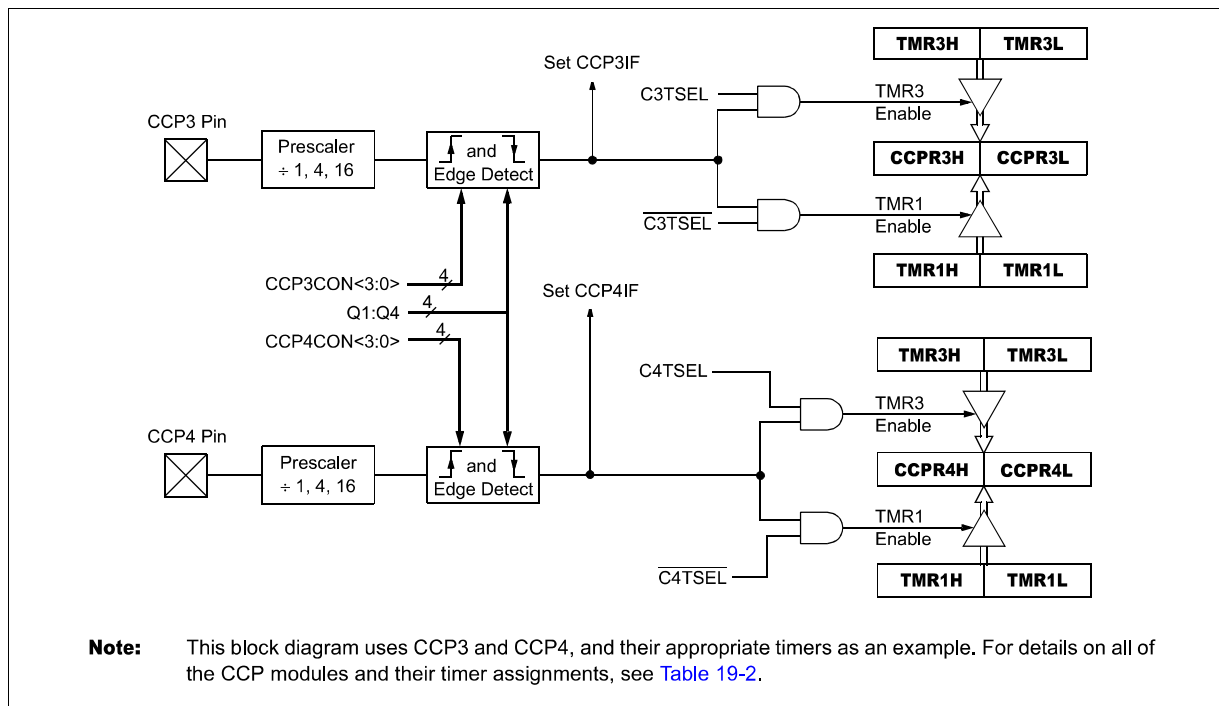 TMR3H TMR3L
Set CCP3IF
C3TSEL
TMR3
Enable
CCP3 Pin
Prescaler
÷ 1, 4, 16
and
Edge Detect
CCPR3H CCPR3L
C3TSEL
TMR1
Enable
TMR1H TMR1L
CCP3CON<3:0> 4
Q1:Q4 4
CCP4CON<3:0> 4
Set CCP4IF
TMR3H TMR3L
C4TSEL
TMR3
Enable
CCP4 Pin
Prescaler
÷ 1, 4, 16
and
Edge Detect
CCPR4H CCPR4L
TMR1
Enable
C4TSEL
TMR1H TMR1L
Note: This block diagram uses CCP3 and CCP4, and their appropriate timers as an example. For details on all of
the CCP modules and their timer assignments, see Table 19-2.